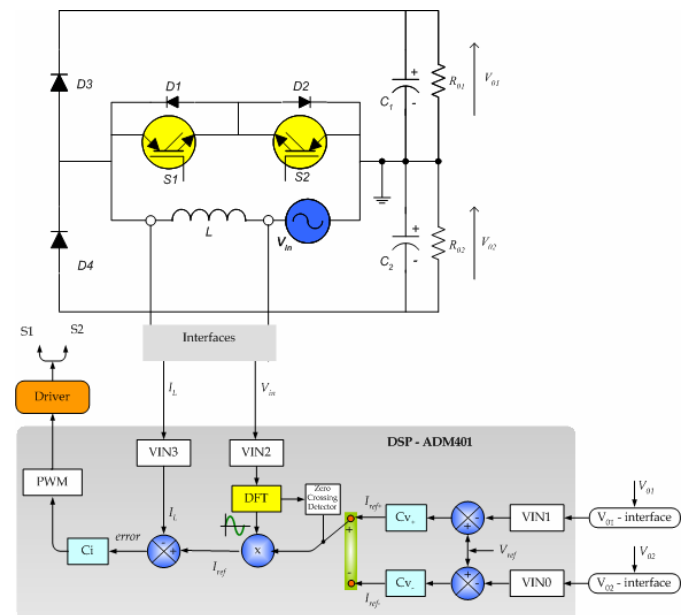 D3
D1
D2
+
C1
-
R01
V01
S1
S2
L
Vin
D4
+
C2
-
R02
V02
S1
S2
Interfaces
Driver
IL
Vin
DSP - ADM401
PWM
VIN3
VIN2
DFT
Zero
Crossing
Detector
V01
Iref+
Cv+
+
-
VIN1
V01 - interface
IL
error
Ci
-
+
Iref
x
+
-
+
Vref
V02
Iref-
Cv-
+
-
VIN0
V02 - interface